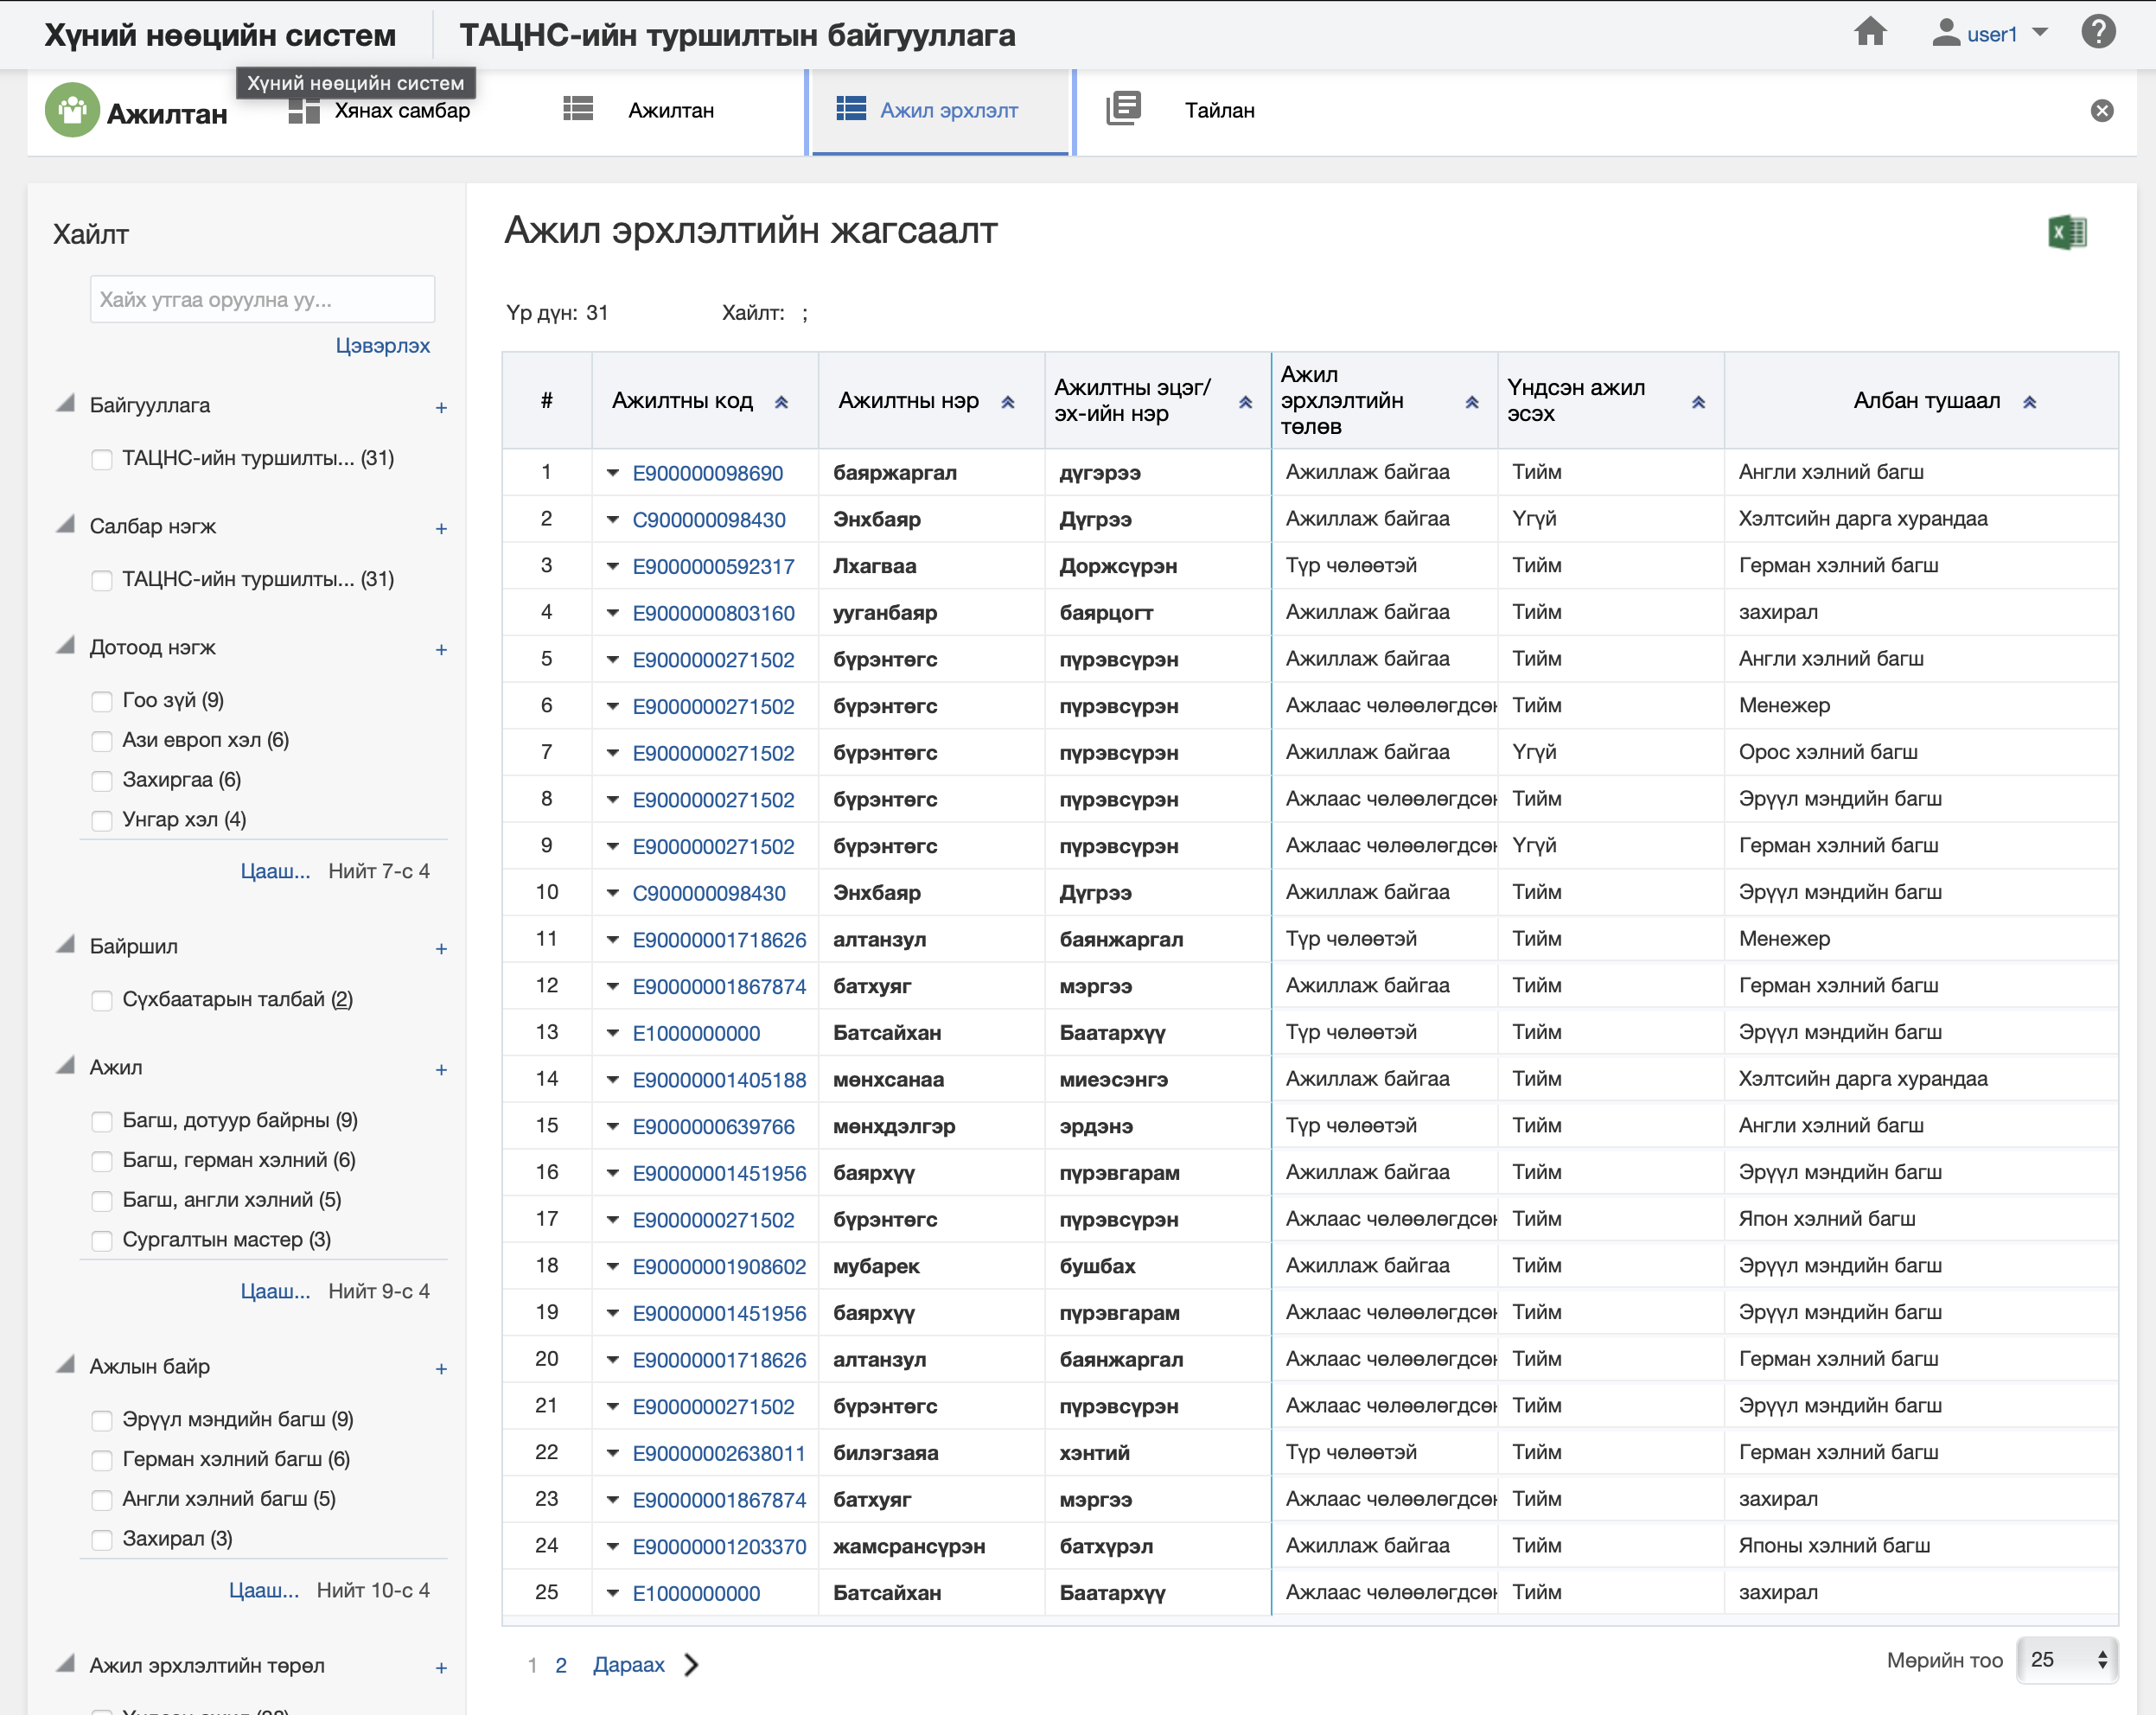 Хүний нөөцийн систем
ТАЦНС-ийн туршилтын байгууллага
user1
Хүний нөөцийн систем
Ажилтан
Хянах самбар
Ажилтан
Ажил эрхлэлт
Тайлан
Хайлт
Хайх утгаа оруулна уу...
Цэвэрлэх
Байгууллага +
ТАЦНС-ийн туршилты... (31)
Салбар нэгж +
ТАЦНС-ийн туршилты... (31)
Дотоод нэгж +
Гоо зүй (9)
Ази европ хэл (6)
Захиргаа (6)
Унгар хэл (4)
Цааш... Нийт 7-с 4
Байршил +
Сүхбаатарын талбай (2)
Ажил +
Багш, дотуур байрны (9)
Багш, герман хэлний (6)
Багш, англи хэлний (5)
Сургалтын мастер (3)
Цааш... Нийт 9-с 4
Ажлын байр +
Эрүүл мэндийн багш (9)
Герман хэлний багш (6)
Англи хэлний багш (5)
Захирал (3)
Цааш... Нийт 10-с 4
Ажил эрхлэлтийн төрөл +
Ажил эрхлэлтийн жагсаалт
Үр дүн: 31 Хайлт: ;
# Ажилтны код Ажилтны нэр Ажилтны эцэг/ эх-ийн нэр Ажил эрхлэлтийн төлөв Үндсэн ажил эсэх Албан тушаал
1 E900000098690 баяржаргал дүгэрээ Ажиллаж байгаа Тийм Англи хэлний багш
2 C900000098430 Энхбаяр Дүгрээ Ажиллаж байгаа Үгүй Хэлтсийн дарга хурандаа
3 E9000000592317 Лхагваа Доржсүрэн Түр чөлөөтэй Тийм Герман хэлний багш
4 E9000000803160 ууганбаяр баярцогт Ажиллаж байгаа Тийм захирал
5 E9000000271502 бүрэнтөгс пүрэвсүрэн Ажиллаж байгаа Тийм Англи хэлний багш
6 E9000000271502 бүрэнтөгс пүрэвсүрэн Ажлаас чөлөөлөгдсөн Тийм Менежер
7 E9000000271502 бүрэнтөгс пүрэвсүрэн Ажиллаж байгаа Үгүй Орос хэлний багш
8 E9000000271502 бүрэнтөгс пүрэвсүрэн Ажлаас чөлөөлөгдсөн Тийм Эрүүл мэндийн багш
9 E9000000271502 бүрэнтөгс пүрэвсүрэн Ажлаас чөлөөлөгдсөн Үгүй Герман хэлний багш
10 C900000098430 Энхбаяр Дүгрээ Ажиллаж байгаа Тийм Эрүүл мэндийн багш
11 E90000001718626 алтанзул баянжаргал Түр чөлөөтэй Тийм Менежер
12 E90000001867874 батхуяг мэргээ Ажиллаж байгаа Тийм Герман хэлний багш
13 E1000000000 Батсайхан Баатархүү Түр чөлөөтэй Тийм Эрүүл мэндийн багш
14 E90000001405188 мөнхсанаа миеэсэнгэ Ажиллаж байгаа Тийм Хэлтсийн дарга хурандаа
15 E9000000639766 мөнхдэлгэр эрдэнэ Түр чөлөөтэй Тийм Англи хэлний багш
16 E90000001451956 баярхүү пүрэвгарам Ажиллаж байгаа Тийм Эрүүл мэндийн багш
17 E9000000271502 бүрэнтөгс пүрэвсүрэн Ажлаас чөлөөлөгдсөн Тийм Япон хэлний багш
18 E90000001908602 мубарек бушбах Ажиллаж байгаа Тийм Эрүүл мэндийн багш
19 E90000001451956 баярхүү пүрэвгарам Ажлаас чөлөөлөгдсөн Тийм Эрүүл мэндийн багш
20 E90000001718626 алтанзул баянжаргал Ажлаас чөлөөлөгдсөн Тийм Герман хэлний багш
21 E9000000271502 бүрэнтөгс пүрэвсүрэн Ажлаас чөлөөлөгдсөн Тийм Эрүүл мэндийн багш
22 E90000002638011 билэгзаяа хэнтий Түр чөлөөтэй Тийм Герман хэлний багш
23 E90000001867874 батхуяг мэргээ Ажлаас чөлөөлөгдсөн Тийм захирал
24 E90000001203370 жамсрансүрэн батхүрэл Ажиллаж байгаа Тийм Японы хэлний багш
25 E1000000000 Батсайхан Баатархүү Ажлаас чөлөөлөгдсөн Тийм захирал
1 2 Дараах
Мөрийн тоо 25